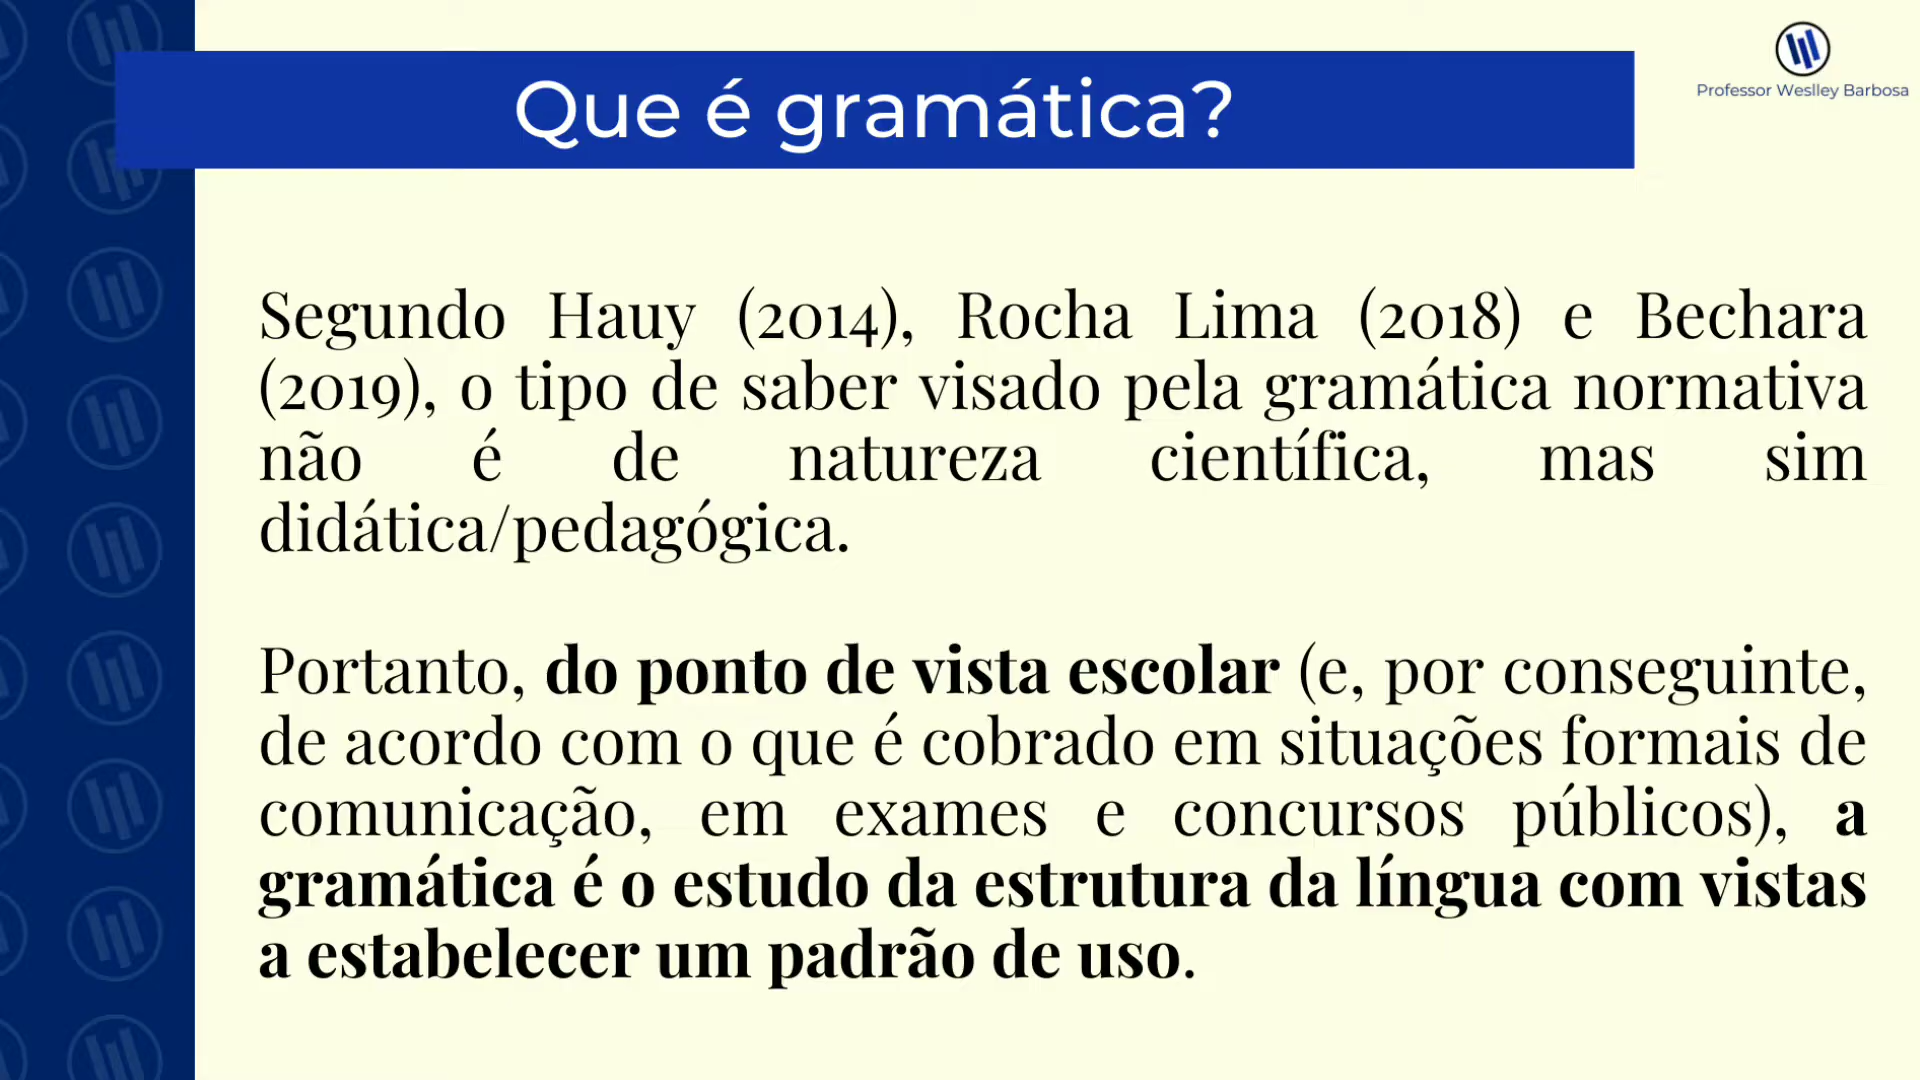 Professor Weslley Barbosa
Que é gramática?
Segundo Hauy (2014), Rocha Lima (2018) e Bechara
(2019), o tipo de saber visado pela gramática normativa
não é de natureza científica, mas sim
didática/pedagógica.
Portanto, do ponto de vista escolar (e, por conseguinte,
de acordo com o que é cobrado em situações formais de
comunicação, em exames e concursos públicos), a
gramática é o estudo da estrutura da língua com vistas
a estabelecer um padrão de uso.